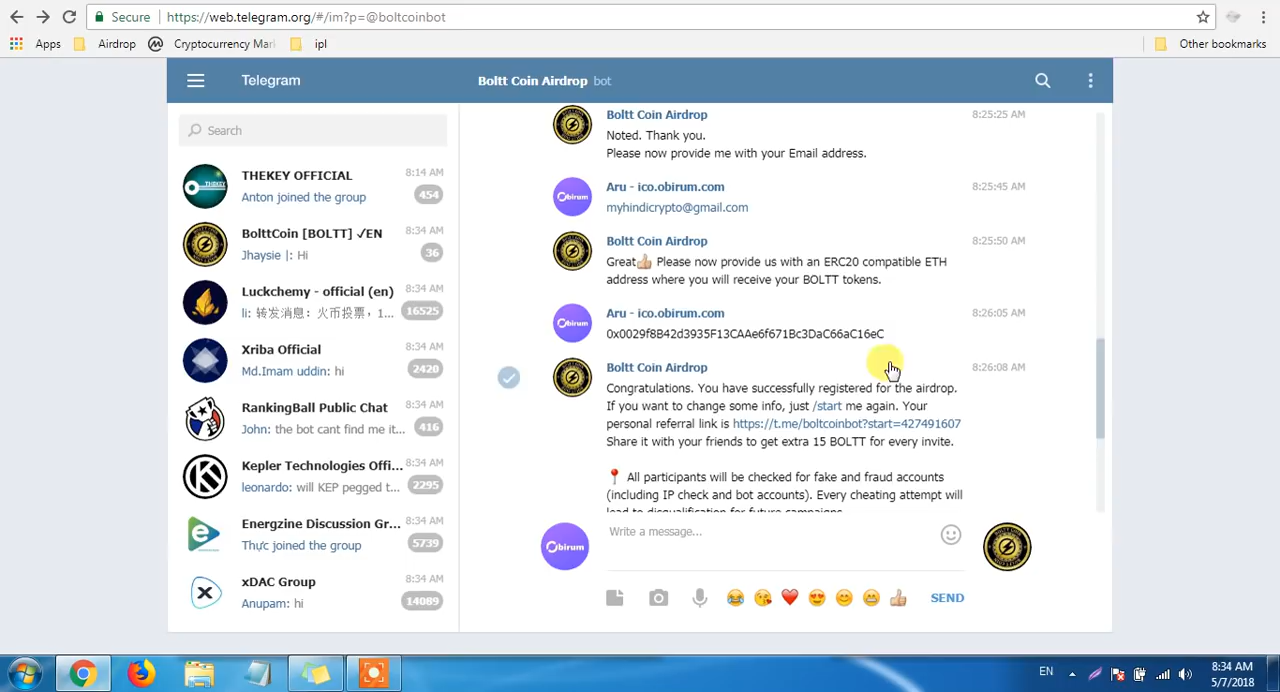 Secure
https://web.telegram.org/#/im?p=@boltcoinbot
Apps
Airdrop
Cryptocurrency Mar
ipl
Other bookmarks
Telegram
Boltt Coin Airdrop bot
Search
THEKEY OFFICIAL 8:14 AM
Anton joined the group 454
BolttCoin [BOLTT] ✓EN 8:34 AM
Jhaysie |: Hi 36
Luckchemy - official (en) 8:34 AM
li: 转发消息：火币投票，1... 16525
Xriba Official 8:34 AM
Md.Imam uddin: hi 2420
RankingBall Public Chat 8:34 AM
John: the bot cant find me it... 416
Kepler Technologies Offi... 8:34 AM
leonardo: will KEP pegged t... 2295
Energzine Discussion Gr... 8:34 AM
Thực joined the group 5739
xDAC Group 8:34 AM
Anupam: hi 14089
Boltt Coin Airdrop 8:25:25 AM
Noted. Thank you.
Please now provide me with your Email address.
Aru - ico.obirum.com 8:25:45 AM
myhindicrypto@gmail.com
Boltt Coin Airdrop 8:25:50 AM
Great👍 Please now provide us with an ERC20 compatible ETH
address where you will receive your BOLTT tokens.
Aru - ico.obirum.com 8:26:05 AM
0x0029f8B42d3935F13CAAe6f671Bc3DaC66aC16eC
Boltt Coin Airdrop 8:26:08 AM
Congratulations. You have successfully registered for the airdrop.
If you want to change some info, just /start me again. Your
personal referral link is https://t.me/boltcoinbot?start=427491607
Share it with your friends to get extra 15 BOLTT for every invite.
📍 All participants will be checked for fake and fraud accounts
(including IP check and bot accounts). Every cheating attempt will
lead to disqualification for future campaigns.
Write a message...
SEND
Obirum
Obirum
Obirum
THEKEY
EN
8:34 AM
5/7/2018